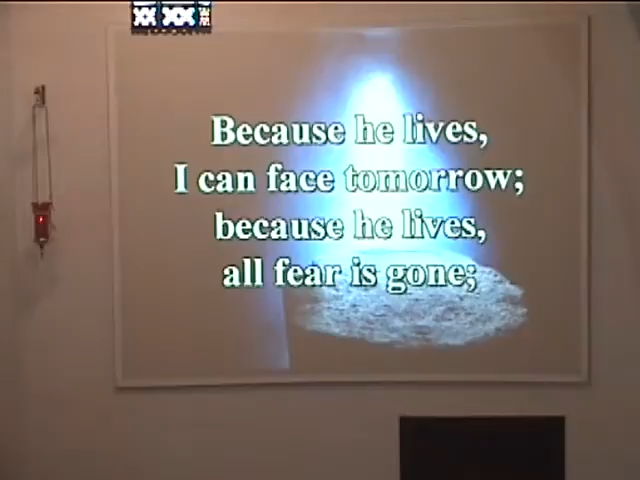 Because he lives,
I can face tomorrow;
because he lives,
all fear is gone;